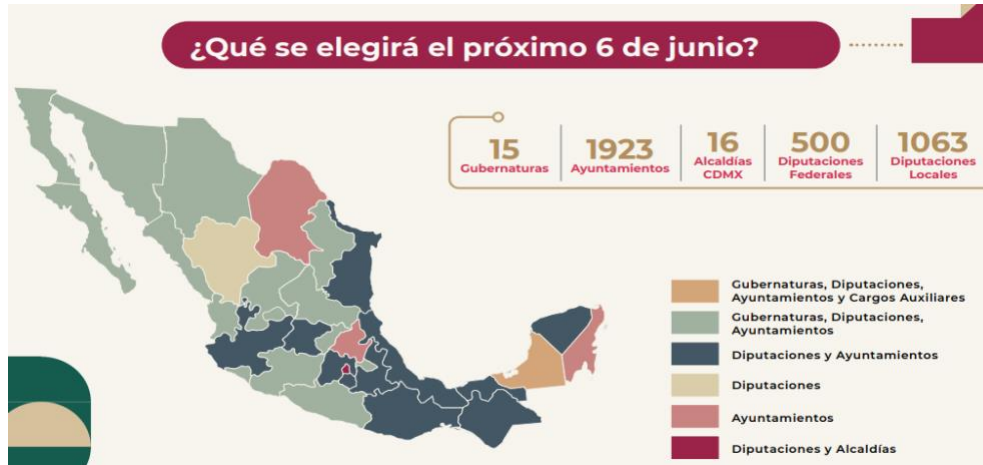 ¿Qué se elegirá el próximo 6 de junio?
15
Gubernaturas
1923
Ayuntamientos
16
Alcaldías
CDMX
500
Diputaciones
Federales
1063
Diputaciones
Locales
Gubernaturas, Diputaciones,
Ayuntamientos y Cargos Auxiliares
Gubernaturas, Diputaciones,
Ayuntamientos
Diputaciones y Ayuntamientos
Diputaciones
Ayuntamientos
Diputaciones y Alcaldías